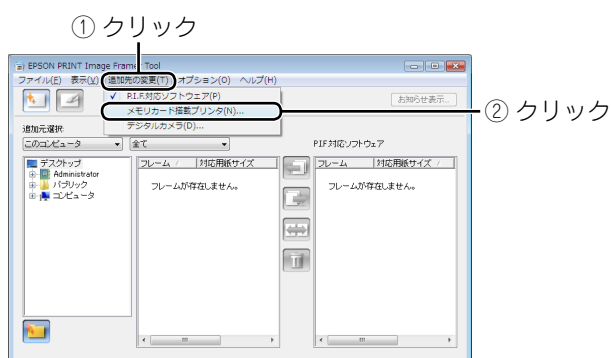 ① クリック
EPSON PRINT Image Framer Tool
ファイル(F) 表示(V) 追加先の変更(T) オプション(O) ヘルプ(H)
✓ P.I.F.対応ソフトウェア(P)
メモリカード搭載プリンタ(N)...
デジタルカメラ(D)...
お知らせ表示...
② クリック
追加元選択:
このコンピュータ 全て
PIF対応ソフトウェア
デスクトップ
Administrator
パブリック
コンピュータ
フレーム / 対応用紙サイズ
フレームが存在しません。
フレーム 対応用紙サイズ /
フレームが存在しません。